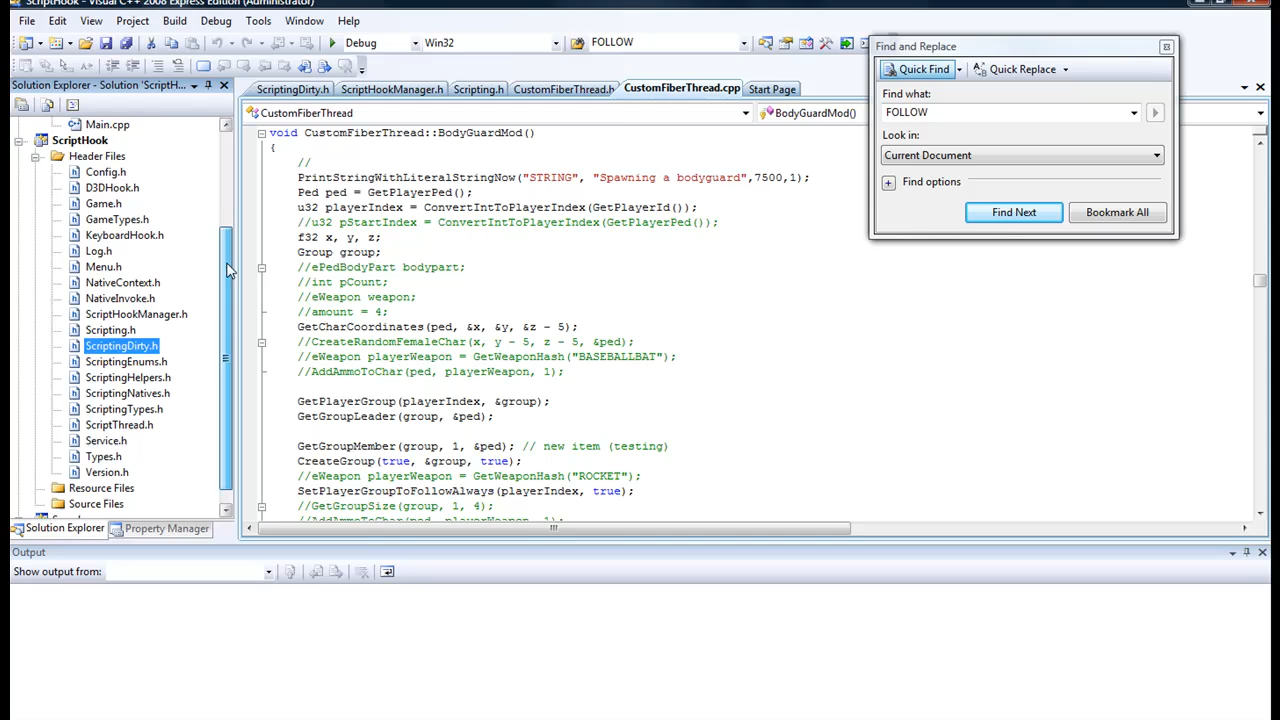 ScriptHook - Visual C++ 2008 Express Edition (Administrator)
File Edit View Project Build Debug Tools Window Help
Debug Win32 FOLLOW
Solution Explorer - Solution 'ScriptH...
ScriptingDirty.h ScriptHookManager.h Scripting.h CustomFiberThread.h CustomFiberThread.cpp Start Page
CustomFiberThread BodyGuardMod()
Main.cpp
ScriptHook
Header Files
Config.h
D3DHook.h
Game.h
GameTypes.h
KeyboardHook.h
Log.h
Menu.h
NativeContext.h
NativeInvoke.h
ScriptHookManager.h
Scripting.h
ScriptingDirty.h
ScriptingEnums.h
ScriptingHelpers.h
ScriptingNatives.h
ScriptingTypes.h
ScriptThread.h
Service.h
Types.h
Version.h
Resource Files
Source Files
Solution Explorer Property Manager
void CustomFiberThread::BodyGuardMod()
{
//
PrintStringWithLiteralStringNow("STRING", "Spawning a bodyguard",7500,1);
Ped ped = GetPlayerPed();
u32 playerIndex = ConvertIntToPlayerIndex(GetPlayerId());
//u32 pStartIndex = ConvertIntToPlayerIndex(GetPlayerPed());
f32 x, y, z;
Group group;
//ePedBodyPart bodypart;
//int pCount;
//eWeapon weapon;
//amount = 4;
GetCharCoordinates(ped, &x, &y, &z - 5);
//CreateRandomFemaleChar(x, y - 5, z - 5, &ped);
//eWeapon playerWeapon = GetWeaponHash("BASEBALLBAT");
//AddAmmoToChar(ped, playerWeapon, 1);
GetPlayerGroup(playerIndex, &group);
GetGroupLeader(group, &ped);
GetGroupMember(group, 1, &ped); // new item (testing)
CreateGroup(true, &group, true);
//eWeapon playerWeapon = GetWeaponHash("ROCKET");
SetPlayerGroupToFollowAlways(playerIndex, true);
//GetGroupSize(group, 1, 4);
//AddAmmoToChar(ped, playerWeapon, 1);
Find and Replace
Quick Find Quick Replace
Find what:
FOLLOW
Look in:
Current Document
Find options
Find Next Bookmark All
Output
Show output from: